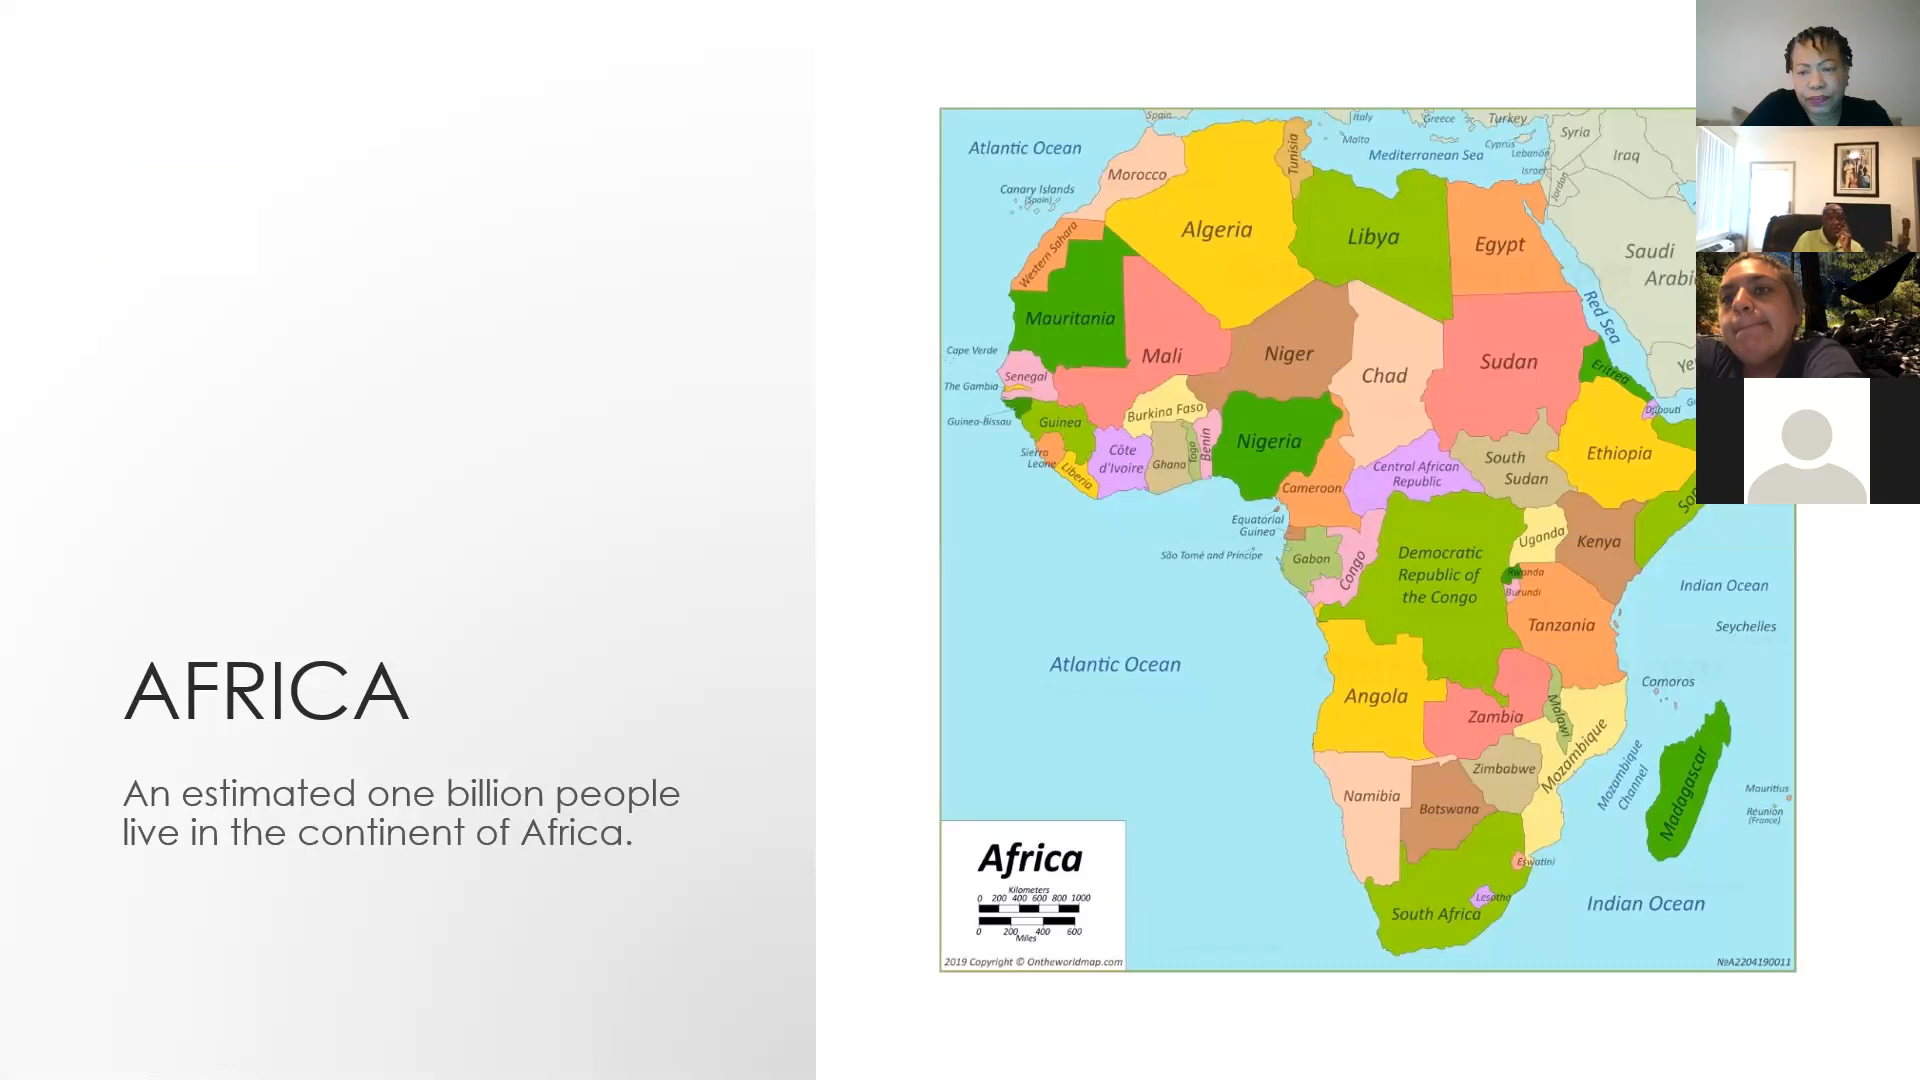 AFRICA
An estimated one billion people
live in the continent of Africa.
Spain
Italy
Greece
Turkey
Syria
Iraq
Malta
Cyprus
Lebanon
Israel
Jordan
Atlantic Ocean
Mediterranean Sea
Canary Islands
(Spain)
Morocco
Tunisia
Algeria
Libya
Egypt
Saudi
Western Sahara
Red Sea
Mauritania
Mali
Niger
Chad
Sudan
Eritrea
Cape Verde
Senegal
The Gambia
Guinea-Bissau
Guinea
Burkina Faso
Djibouti
Sierra
Leone
Liberia
Côte
d'Ivoire
Ghana
Togo
Benin
Nigeria
Cameroon
Central African
Republic
South
Sudan
Ethiopia
Equatorial
Guinea
São Tomé and Príncipe
Gabon
Congo
Democratic
Republic of
the Congo
Uganda
Kenya
Rwanda
Burundi
Tanzania
Indian Ocean
Seychelles
Atlantic Ocean
Angola
Zambia
Malawi
Mozambique
Comoros
Mozambique
Channel
Madagascar
Mauritius
Réunion
(France)
Namibia
Botswana
Zimbabwe
Eswatini
Lesotho
South Africa
Indian Ocean
Africa
Kilometers
0 200 400 600 800 1000
0 200 400 600
Miles
2019 Copyright © Ontheworldmap.com
№A2204190011